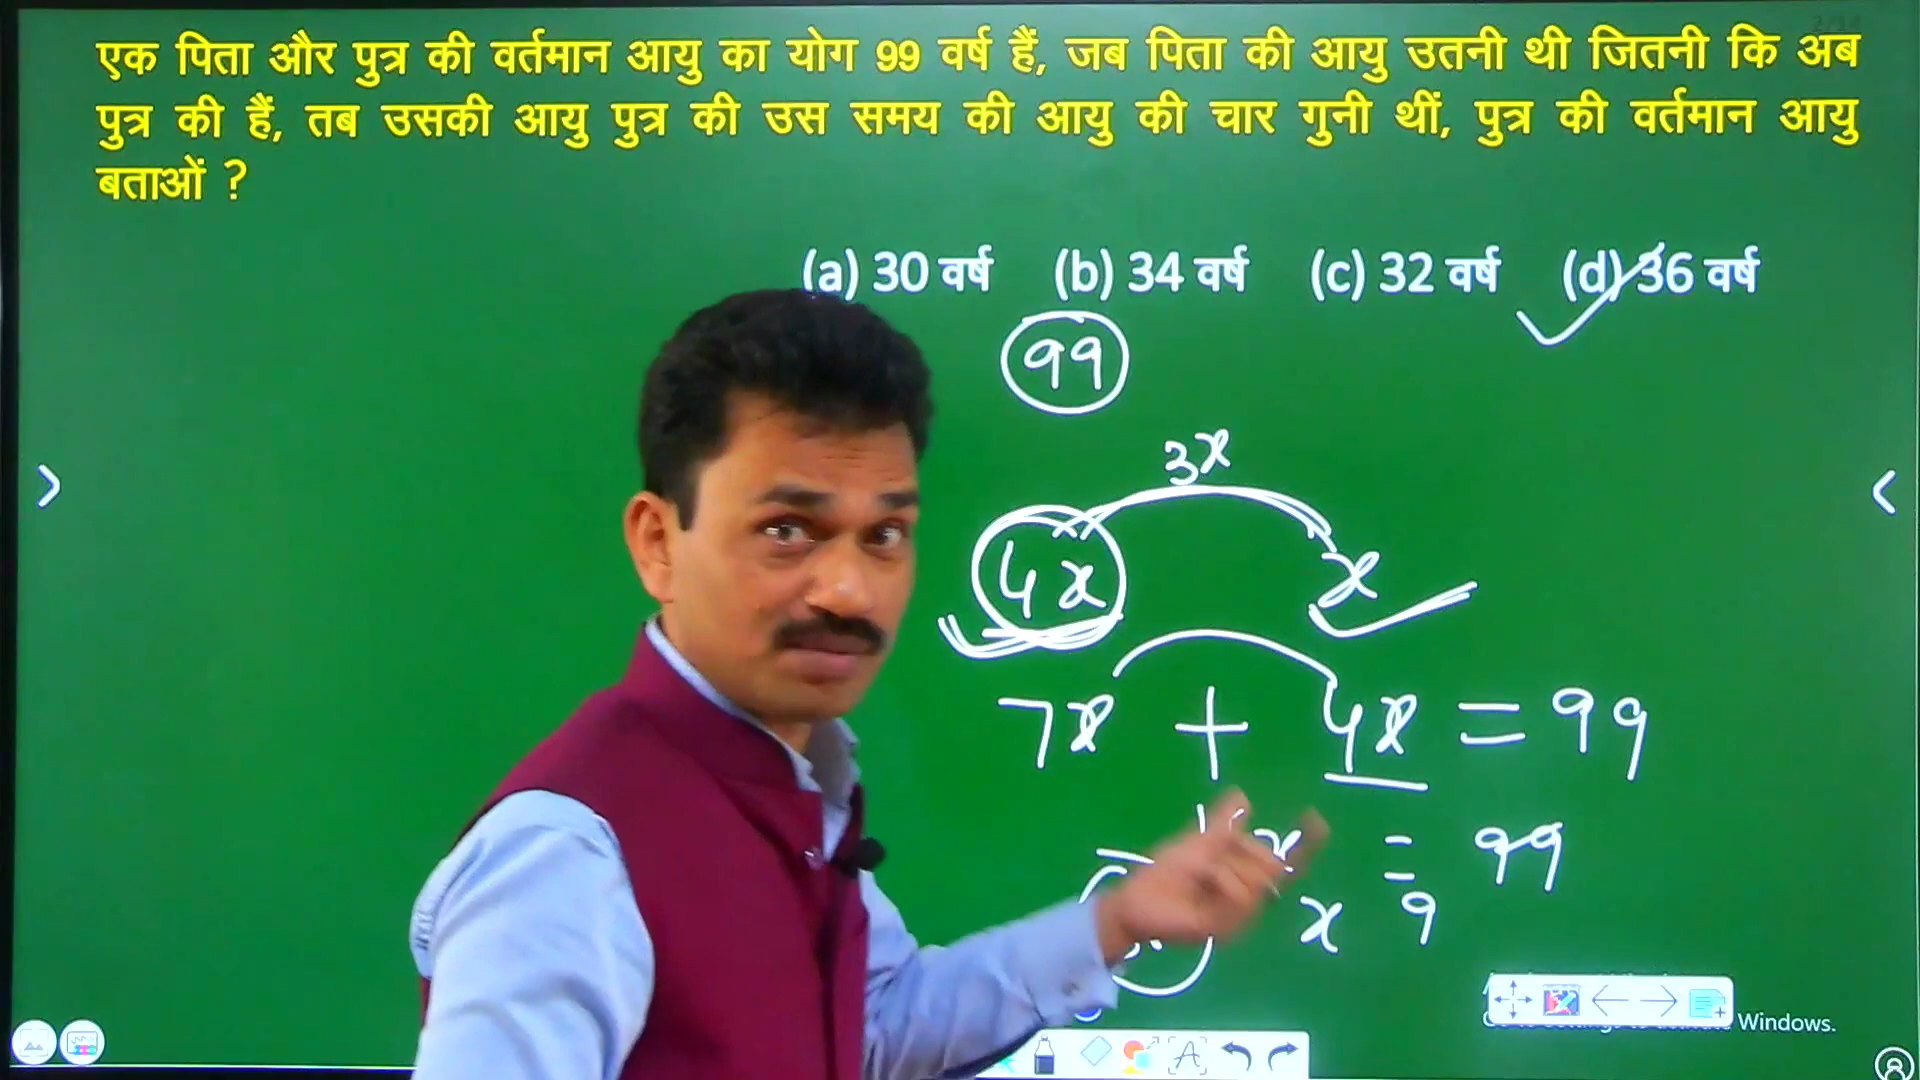 एक पिता और पुत्र की वर्तमान आयु का योग 99 वर्ष हैं, जब पिता की आयु उतनी थी जितनी कि अब
पुत्र की हैं, तब उसकी आयु पुत्र की उस समय की आयु की चार गुनी थीं, पुत्र की वर्तमान आयु
बताओं ?
(a) 30 वर्ष (b) 34 वर्ष (c) 32 वर्ष (d) 36 वर्ष
99
3x
4x x
7x + 4x = 99
x = 99
x 9
Windows.